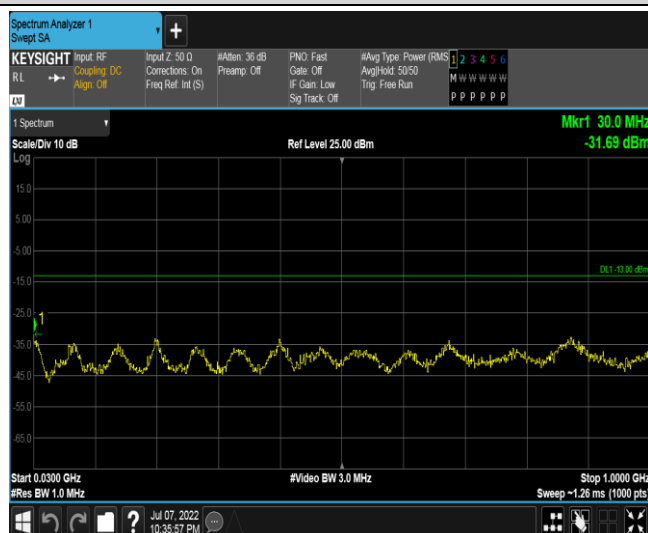 Spectrum Analyzer 1
Swept SA
+
KEYSIGHT
RL
LXI
Input: RF
Coupling: DC
Align: Off
Input Z: 50 Ω
Corrections: On
Freq Ref: Int (S)
#Atten: 36 dB
Preamp: Off
PNO: Fast
Gate: Off
IF Gain: Low
Sig Track: Off
#Avg Type: Power (RMS
Avg|Hold: 50/50
Trig: Free Run
1 2 3 4 5 6
M W W W W W
P P P P P P
1 Spectrum
Mkr1 30.0 MHz
-31.69 dBm
Scale/Div 10 dB
Ref Level 25.00 dBm
Log
15.0
5.00
-5.00
DL1 -13.00 dBm
-15.0
-25.0
1
-35.0
-45.0
-55.0
-65.0
Start 0.0300 GHz
#Video BW 3.0 MHz
Stop 1.0000 GHz
#Res BW 1.0 MHz
Sweep ~1.26 ms (1000 pts)
?
Jul 07, 2022
10:35:57 PM